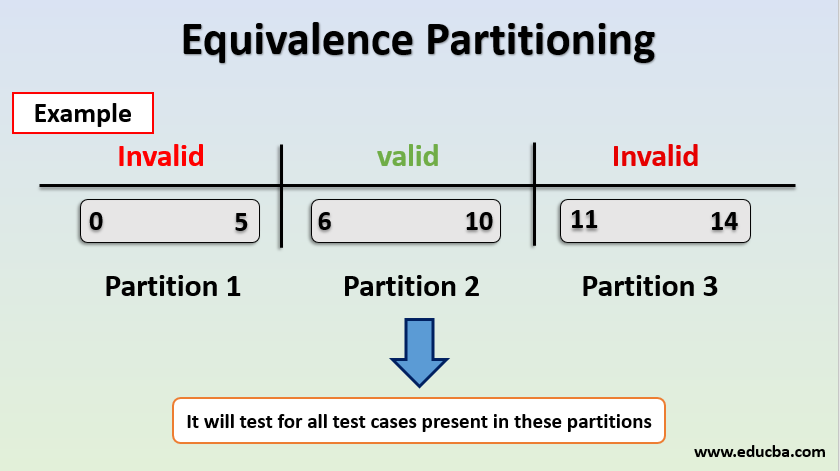 Equivalence Partitioning
Example
Invalid valid Invalid
0 5 6 10 11 14
Partition 1 Partition 2 Partition 3
It will test for all test cases present in these partitions
www.educba.com